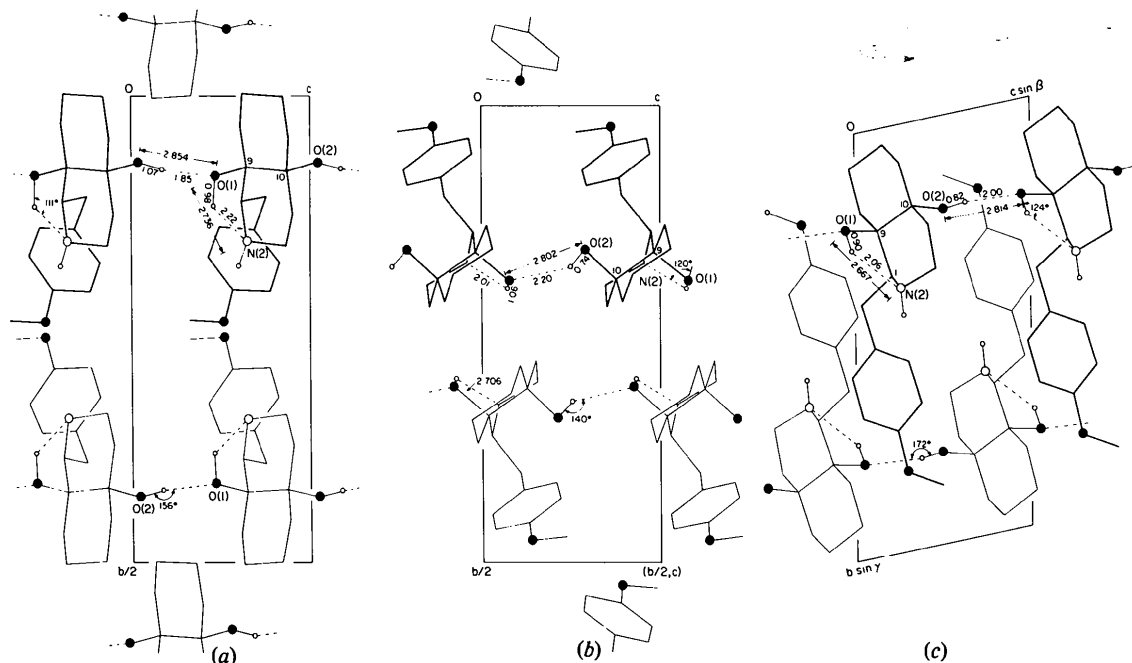 O
c
2·854
1·07
1·85
O(1)
9
10
O(2)
0·98
2·22
2·736
111°
N(2)
O(2)
156°
O(1)
b/2
(a)
O
c
2·802
O(2)
9
120°
2·01
1·06
2·20
0·74
10
N(2)
O(1)
2·706
140°
b/2
(b/2,c)
(b)
c sin β
O
O(2)
0·82
2·00
10
2·814
124°
O(1)
9
0·90
2·06
2·667
1
N(2)
172°
b sin γ
(c)